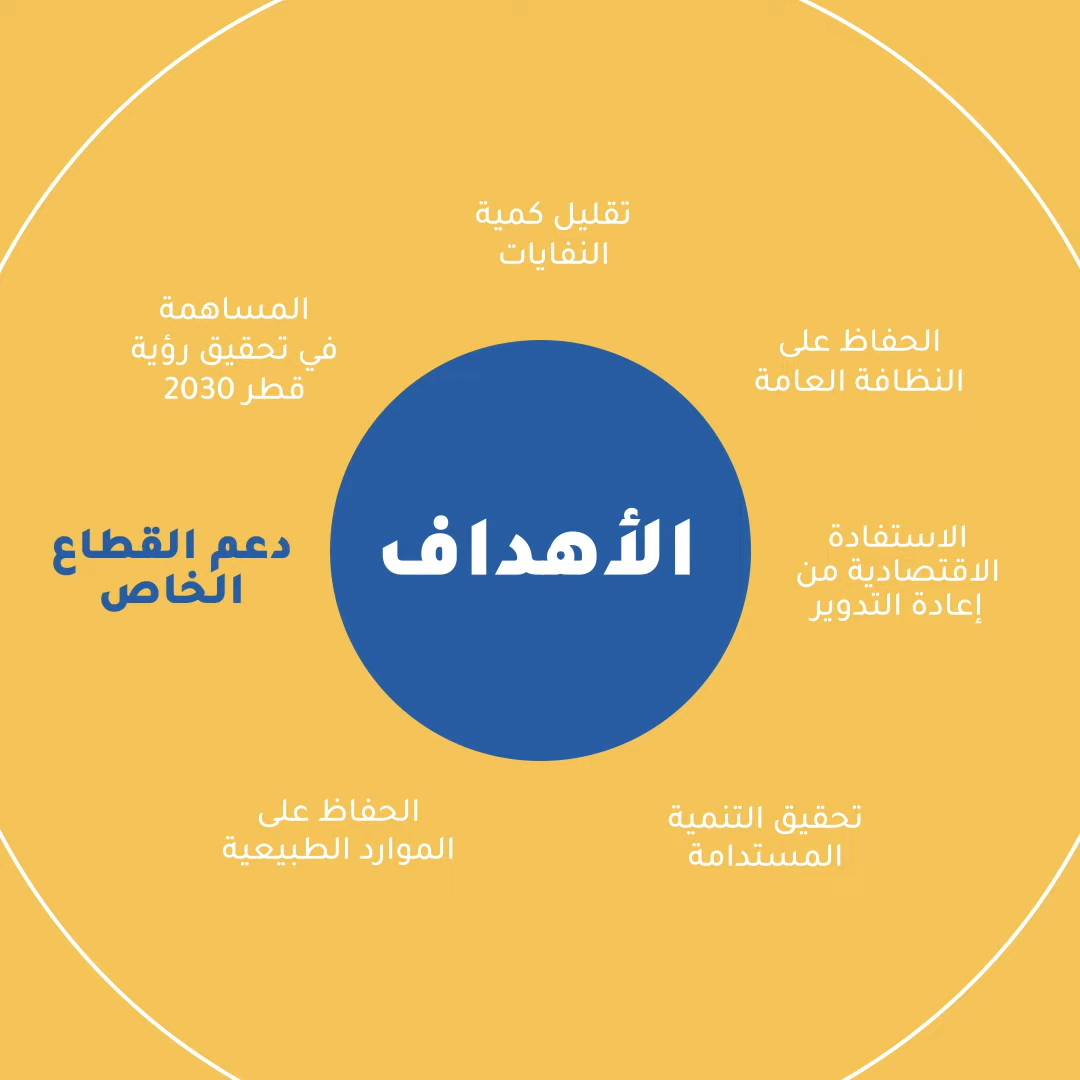 تقليل كمية
النفايات
الحفاظ على
النظافة العامة
الاستفادة
الاقتصادية من
إعادة التدوير
تحقيق التنمية
المستدامة
الحفاظ على
الموارد الطبيعية
دعم القطاع
الخاص
المساهمة
في تحقيق رؤية
قطر 2030
الأهداف